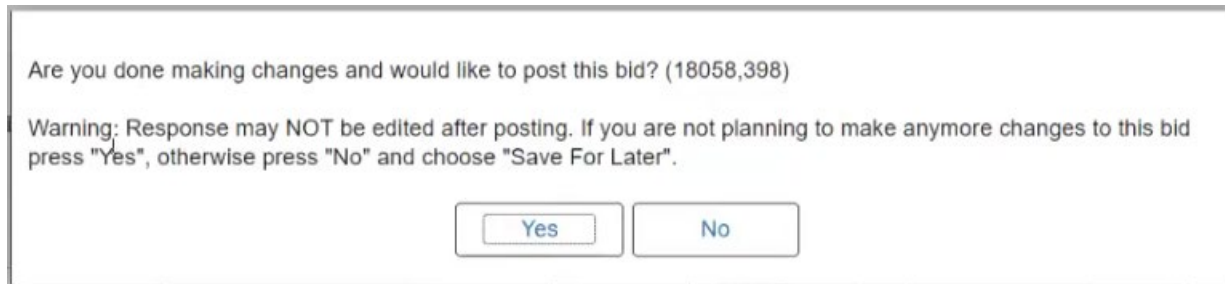 Are you done making changes and would like to post this bid? (18058,398)
Warning: Response may NOT be edited after posting. If you are not planning to make anymore changes to this bid
press "Yes", otherwise press "No" and choose "Save For Later".
Yes
No